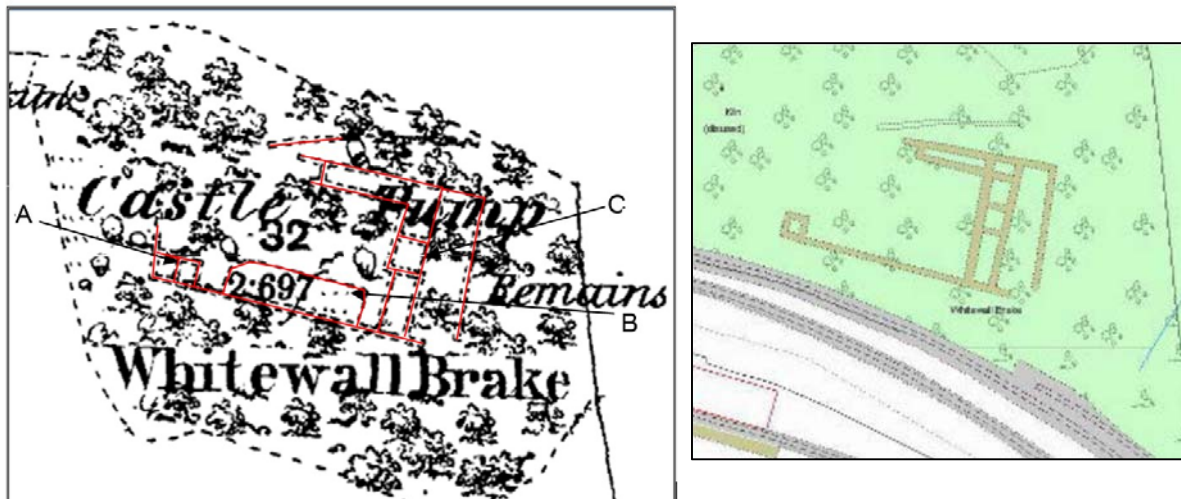 Castle Pump
32
2·697
Remains
Whitewall Brake
A
B
C
Kiln
(disused)
Whitewall Brake